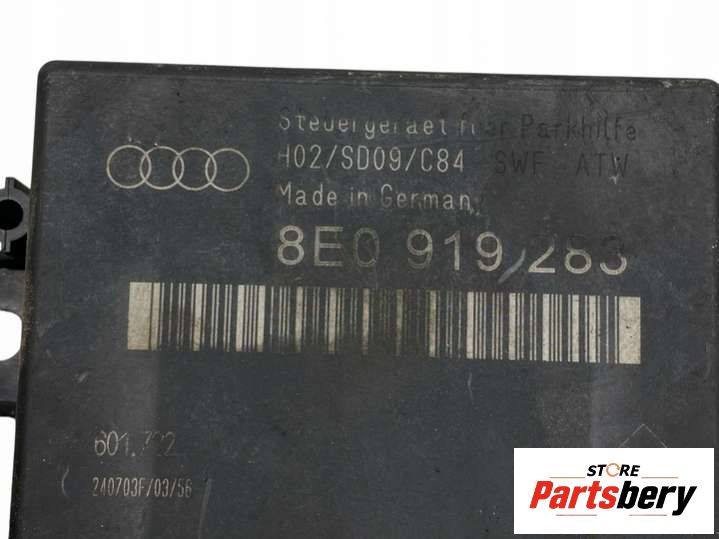 Steuergeraet fuer Parkhilfe
H02/SD09/C84 SWF - ATW
Made in Germany
8E0 919 283
601.
240703F/03/56
STORE
Partsbery